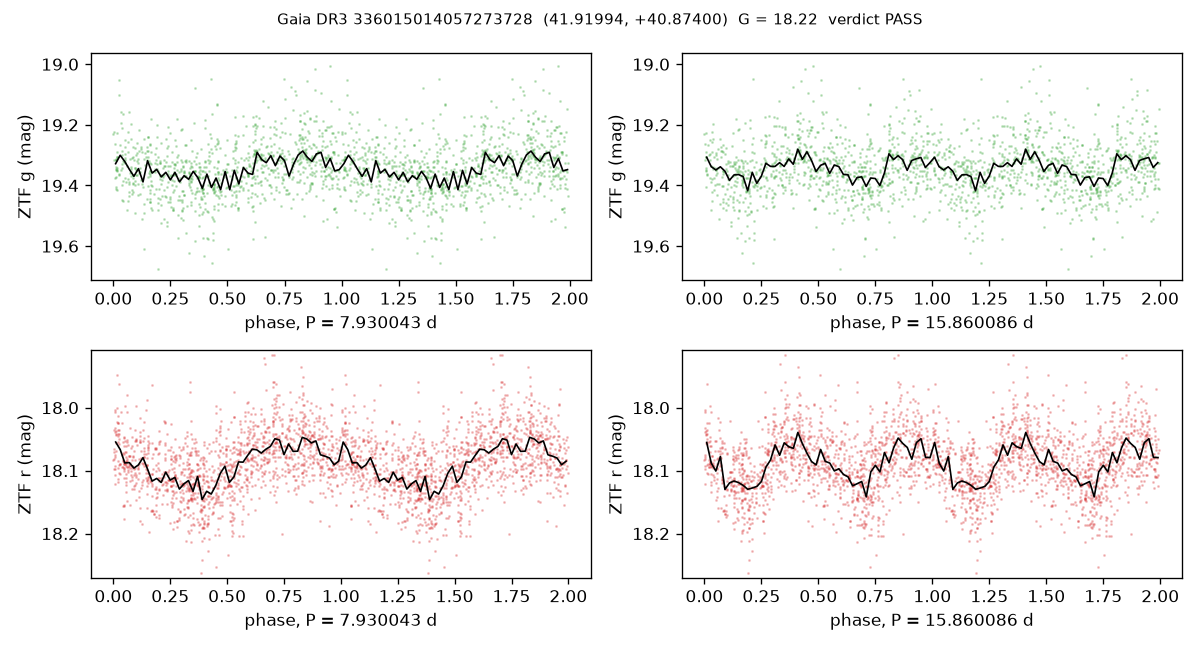 Gaia DR3 336015014057273728  (41.91994, +40.87400)  G = 18.22  verdict PASS
ZTF g (mag)
19.0
19.2
19.4
19.6
0.00 0.25 0.50 0.75 1.00 1.25 1.50 1.75 2.00
phase, P = 7.930043 d
ZTF g (mag)
19.0
19.2
19.4
19.6
0.00 0.25 0.50 0.75 1.00 1.25 1.50 1.75 2.00
phase, P = 15.860086 d
ZTF r (mag)
18.0
18.1
18.2
0.00 0.25 0.50 0.75 1.00 1.25 1.50 1.75 2.00
phase, P = 7.930043 d
ZTF r (mag)
18.0
18.1
18.2
0.00 0.25 0.50 0.75 1.00 1.25 1.50 1.75 2.00
phase, P = 15.860086 d